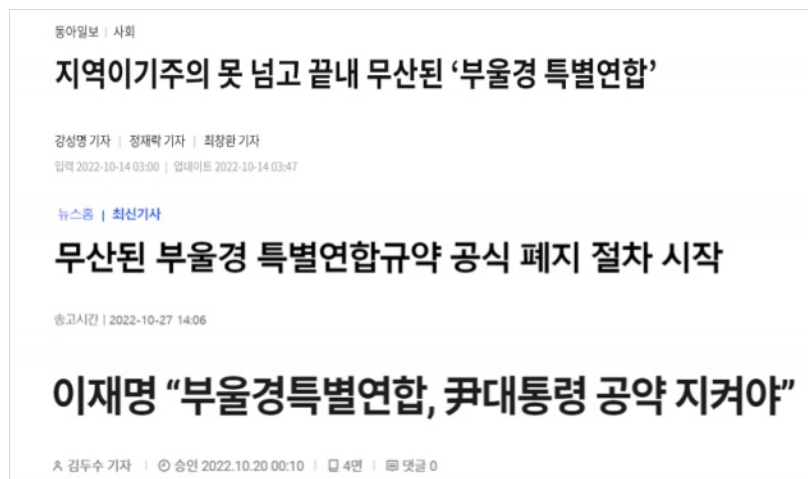 동아일보 | 사회
지역이기주의 못 넘고 끝내 무산된 ‘부울경 특별연합’
강성명 기자 | 정재락 기자 | 최창환 기자
입력 2022-10-14 03:00 | 업데이트 2022-10-14 03:47
뉴스홈 | 최신기사
무산된 부울경 특별연합규약 공식 폐지 절차 시작
송고시간 | 2022-10-27 14:06
이재명 “부울경특별연합, 尹대통령 공약 지켜야”
김두수 기자 | 승인 2022.10.20 00:10 | 4면 | 댓글 0